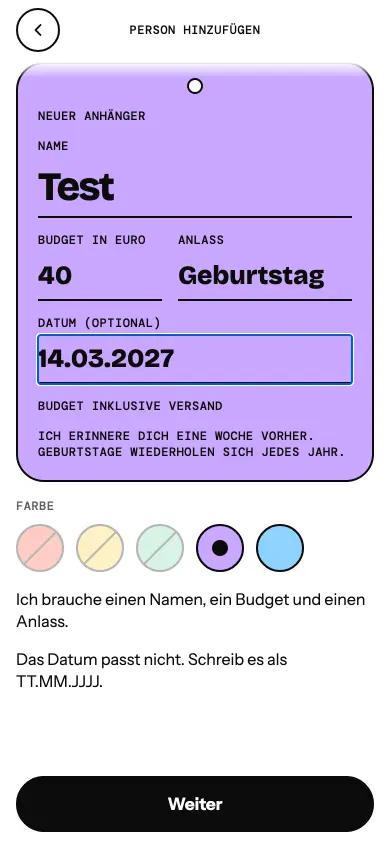 PERSON HINZUFÜGEN
NEUER ANHÄNGER
NAME
Test
BUDGET IN EURO ANLASS
40 Geburtstag
DATUM (OPTIONAL)
14.03.2027
BUDGET INKLUSIVE VERSAND
ICH ERINNERE DICH EINE WOCHE VORHER.
GEBURTSTAGE WIEDERHOLEN SICH JEDES JAHR.
FARBE
Ich brauche einen Namen, ein Budget und einen
Anlass.
Das Datum passt nicht. Schreib es als
TT.MM.JJJJ.
Weiter